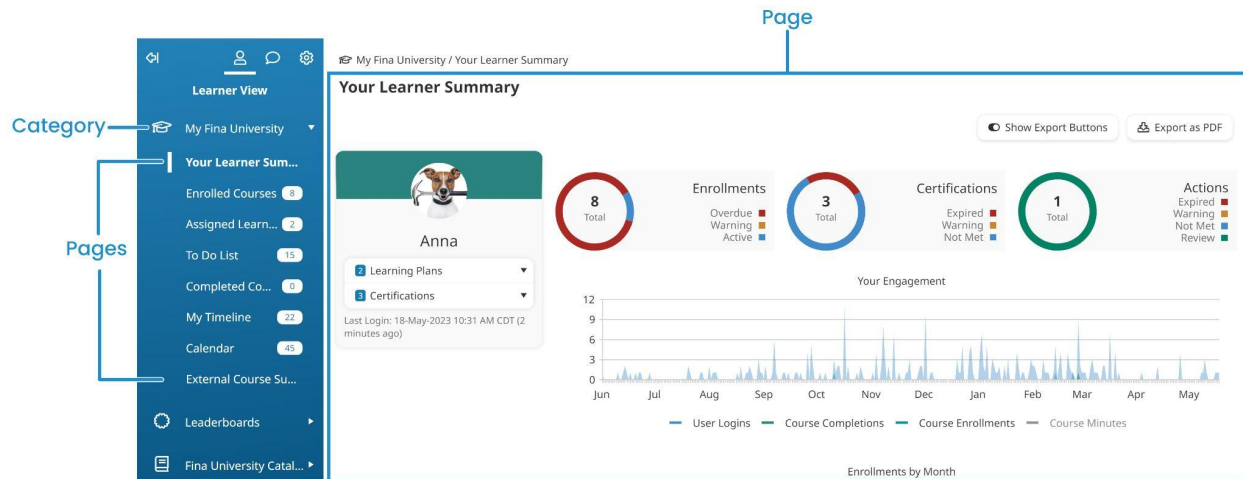 Page
Learner View
Category
My Fina University
Your Learner Sum...
Enrolled Courses 8
Assigned Learn... 2
Pages
To Do List 15
Completed Co... 0
My Timeline 22
Calendar 45
External Course Su...
Leaderboards
Fina University Catal...
My Fina University / Your Learner Summary
Your Learner Summary
Show Export Buttons
Export as PDF
Anna
2 Learning Plans
3 Certifications
Last Login: 18-May-2023 10:31 AM CDT (2
minutes ago)
8
Total
Enrollments
Overdue
Warning
Active
3
Total
Certifications
Expired
Warning
Not Met
1
Total
Actions
Expired
Warning
Not Met
Review
Your Engagement
12
9
6
3
0
Jun Jul Aug Sep Oct Nov Dec Jan Feb Mar Apr May
User Logins Course Completions Course Enrollments Course Minutes
Enrollments by Month